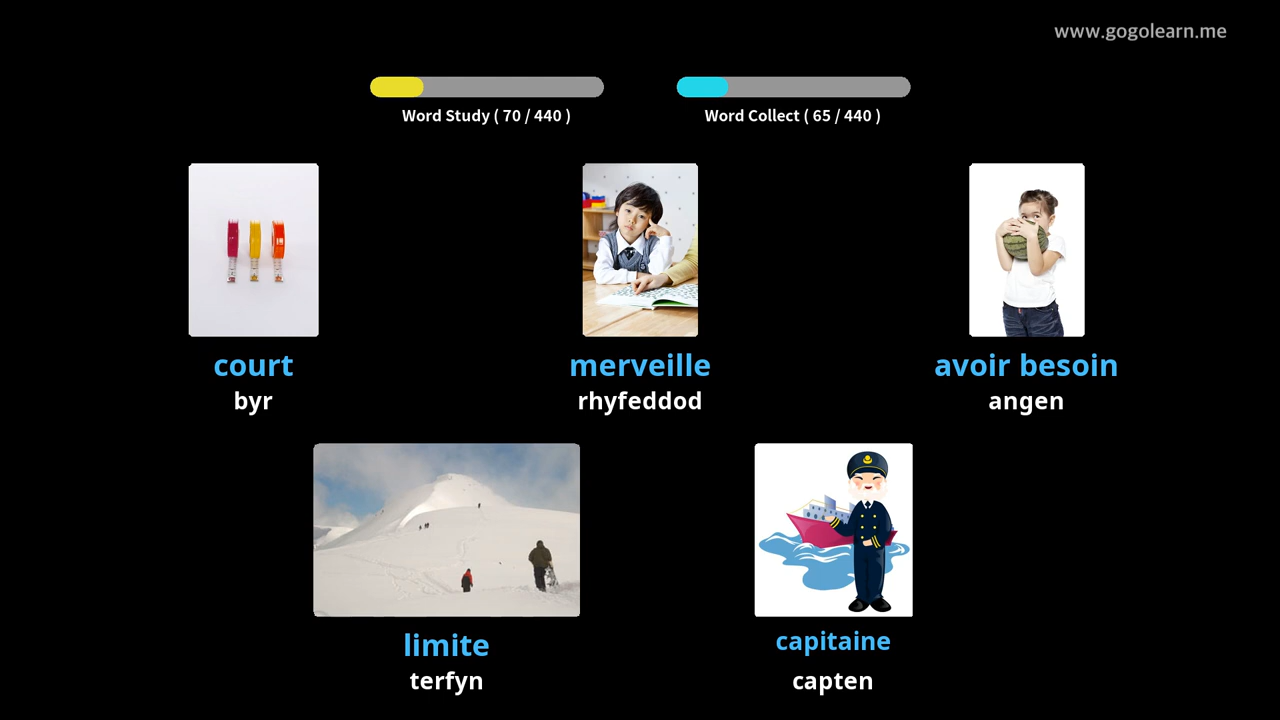 www.gogolearn.me
Word Study ( 70 / 440 )
Word Collect ( 65 / 440 )
court
byr
merveille
rhyfeddod
avoir besoin
angen
limite
terfyn
capitaine
capten